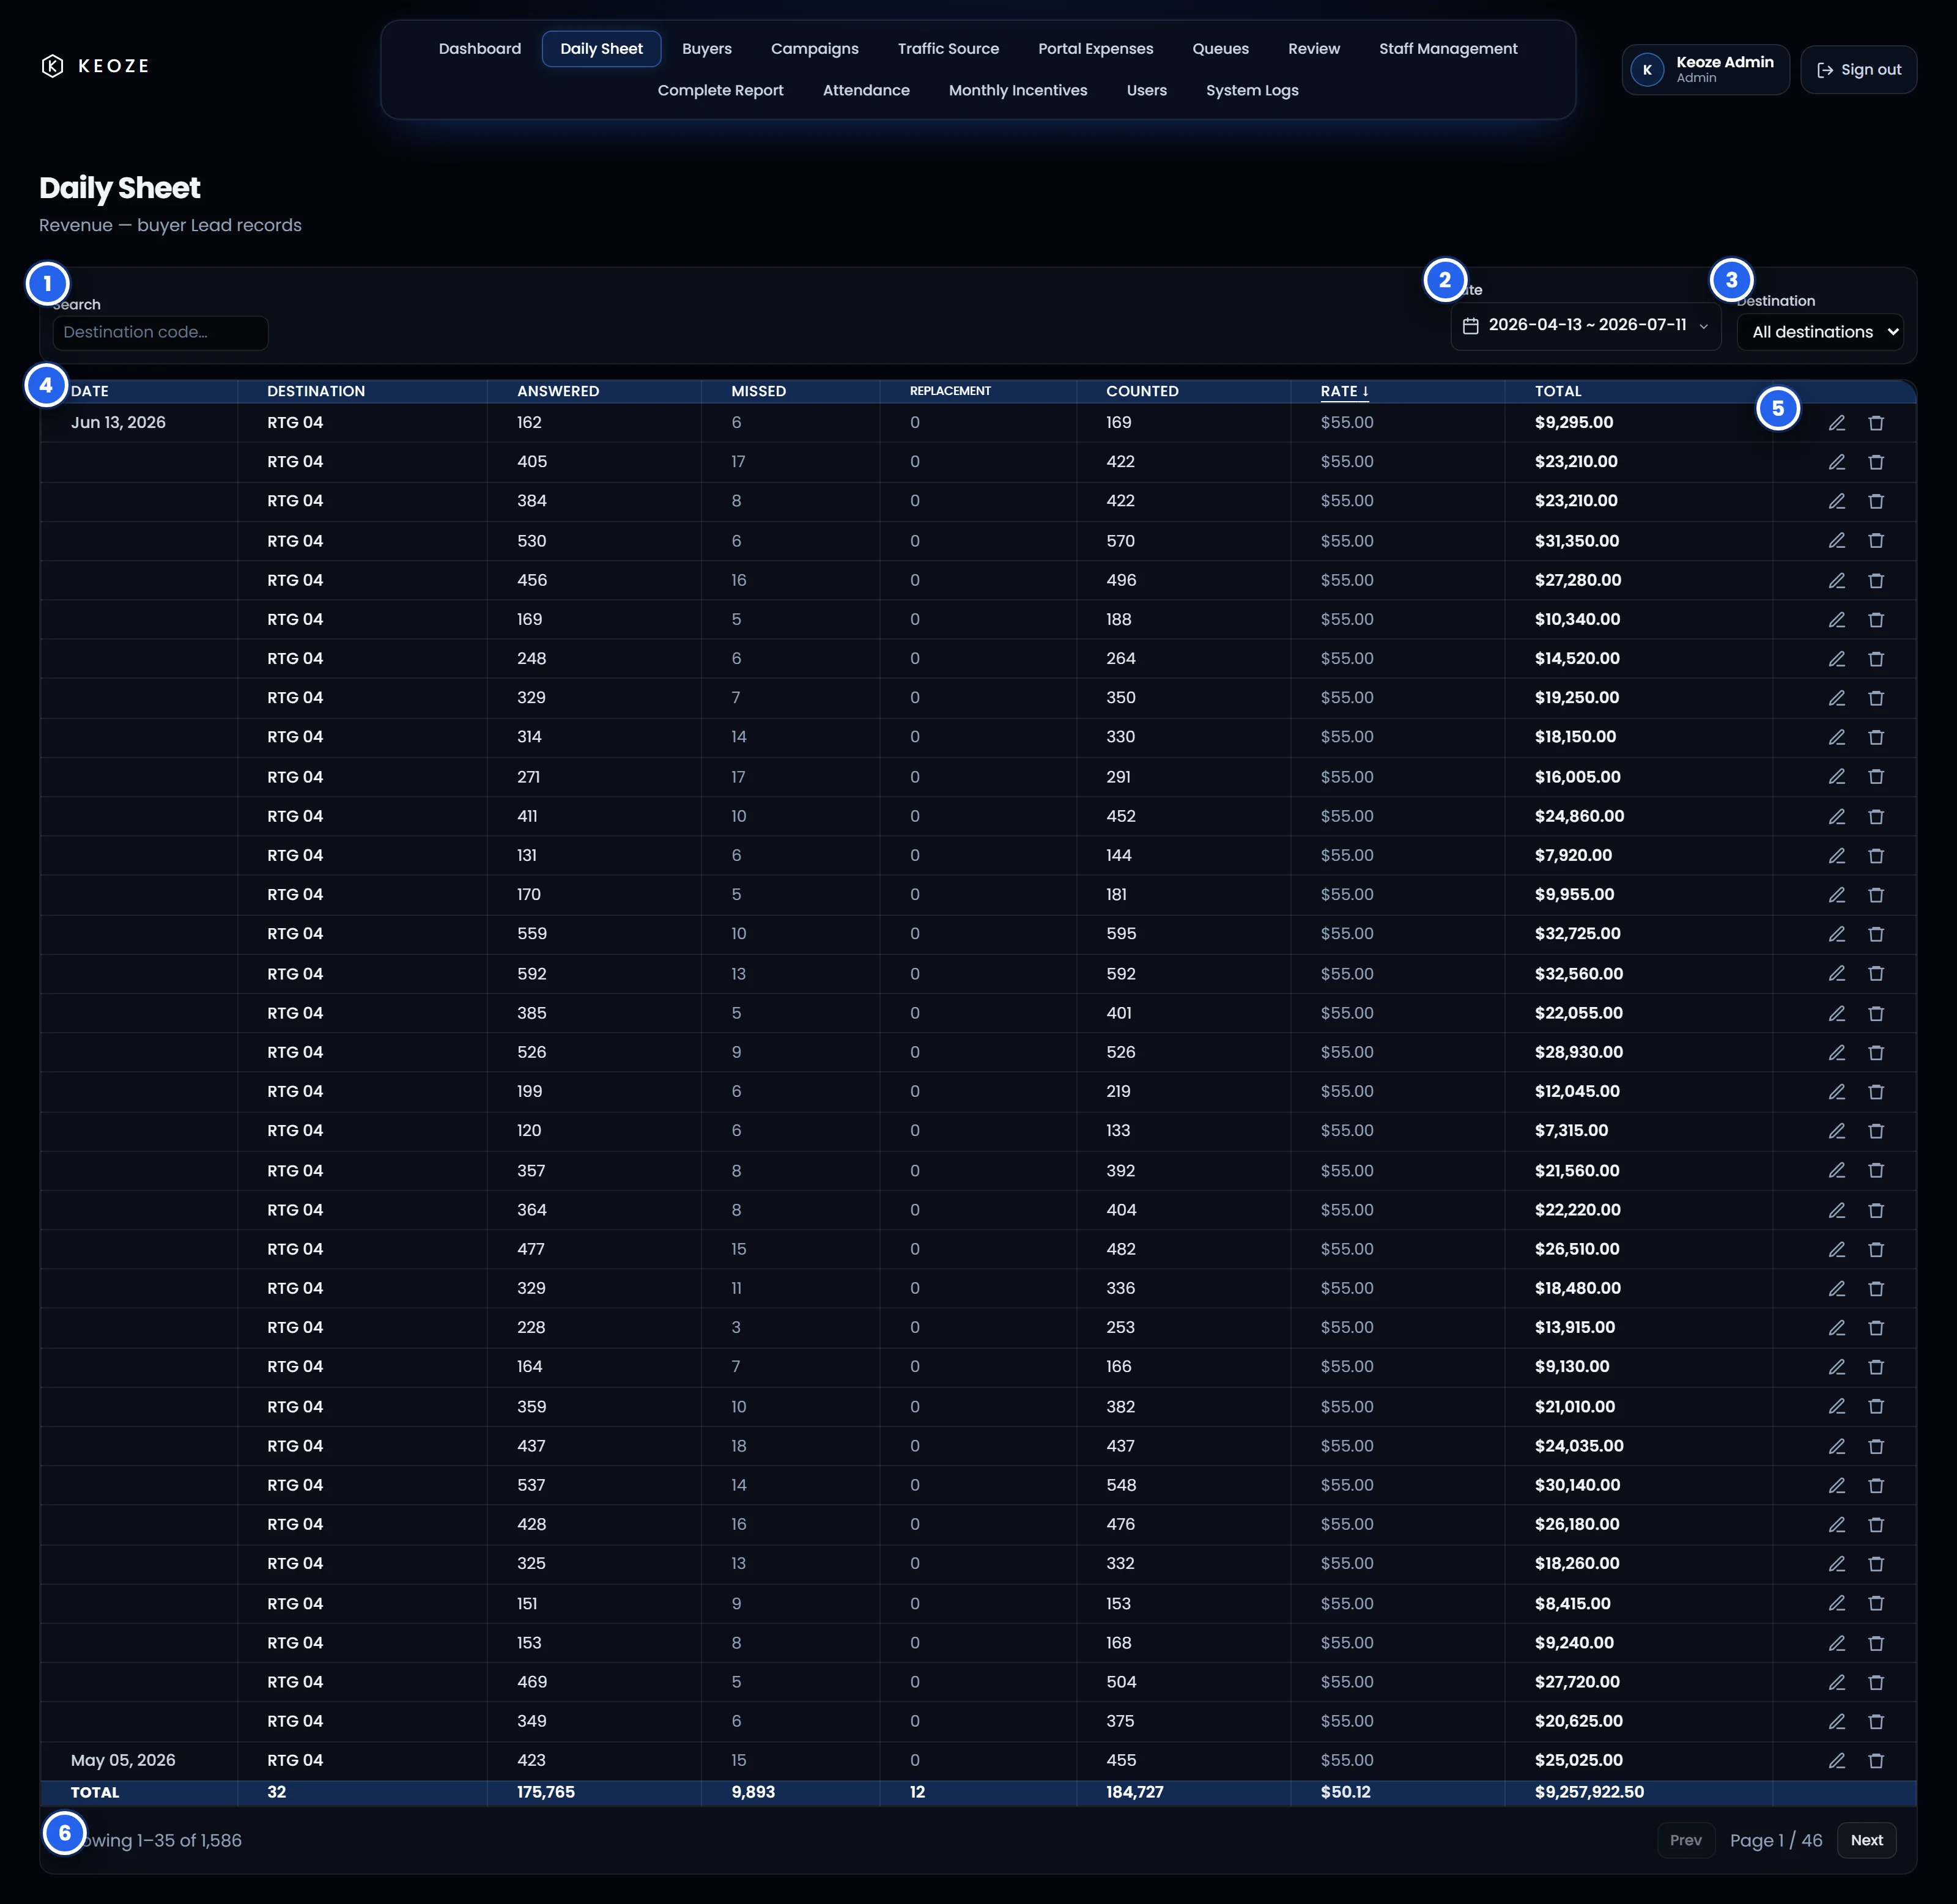 KEOZE
Dashboard Daily Sheet Buyers Campaigns Traffic Source Portal Expenses Queues Review Staff Management
Complete Report Attendance Monthly Incentives Users System Logs
K Keoze Admin
Admin
Sign out
Daily Sheet
Revenue — buyer Lead records
1 2 3
Search
Destination code...
Date
2026-04-13 ~ 2026-07-11
Destination
All destinations
4 DATE DESTINATION ANSWERED MISSED REPLACEMENT COUNTED RATE ↓ TOTAL 5
Jun 13, 2026 RTG 04 162 6 0 169 $55.00 $9,295.00
RTG 04 405 17 0 422 $55.00 $23,210.00
RTG 04 384 8 0 422 $55.00 $23,210.00
RTG 04 530 6 0 570 $55.00 $31,350.00
RTG 04 456 16 0 496 $55.00 $27,280.00
RTG 04 169 5 0 188 $55.00 $10,340.00
RTG 04 248 6 0 264 $55.00 $14,520.00
RTG 04 329 7 0 350 $55.00 $19,250.00
RTG 04 314 14 0 330 $55.00 $18,150.00
RTG 04 271 17 0 291 $55.00 $16,005.00
RTG 04 411 10 0 452 $55.00 $24,860.00
RTG 04 131 6 0 144 $55.00 $7,920.00
RTG 04 170 5 0 181 $55.00 $9,955.00
RTG 04 559 10 0 595 $55.00 $32,725.00
RTG 04 592 13 0 592 $55.00 $32,560.00
RTG 04 385 5 0 401 $55.00 $22,055.00
RTG 04 526 9 0 526 $55.00 $28,930.00
RTG 04 199 6 0 219 $55.00 $12,045.00
RTG 04 120 6 0 133 $55.00 $7,315.00
RTG 04 357 8 0 392 $55.00 $21,560.00
RTG 04 364 8 0 404 $55.00 $22,220.00
RTG 04 477 15 0 482 $55.00 $26,510.00
RTG 04 329 11 0 336 $55.00 $18,480.00
RTG 04 228 3 0 253 $55.00 $13,915.00
RTG 04 164 7 0 166 $55.00 $9,130.00
RTG 04 359 10 0 382 $55.00 $21,010.00
RTG 04 437 18 0 437 $55.00 $24,035.00
RTG 04 537 14 0 548 $55.00 $30,140.00
RTG 04 428 16 0 476 $55.00 $26,180.00
RTG 04 325 13 0 332 $55.00 $18,260.00
RTG 04 151 9 0 153 $55.00 $8,415.00
RTG 04 153 8 0 168 $55.00 $9,240.00
RTG 04 469 5 0 504 $55.00 $27,720.00
RTG 04 349 6 0 375 $55.00 $20,625.00
May 05, 2026 RTG 04 423 15 0 455 $55.00 $25,025.00
TOTAL 32 175,765 9,893 12 184,727 $50.12 $9,257,922.50
6 owing 1–35 of 1,586 Prev Page 1 / 46 Next